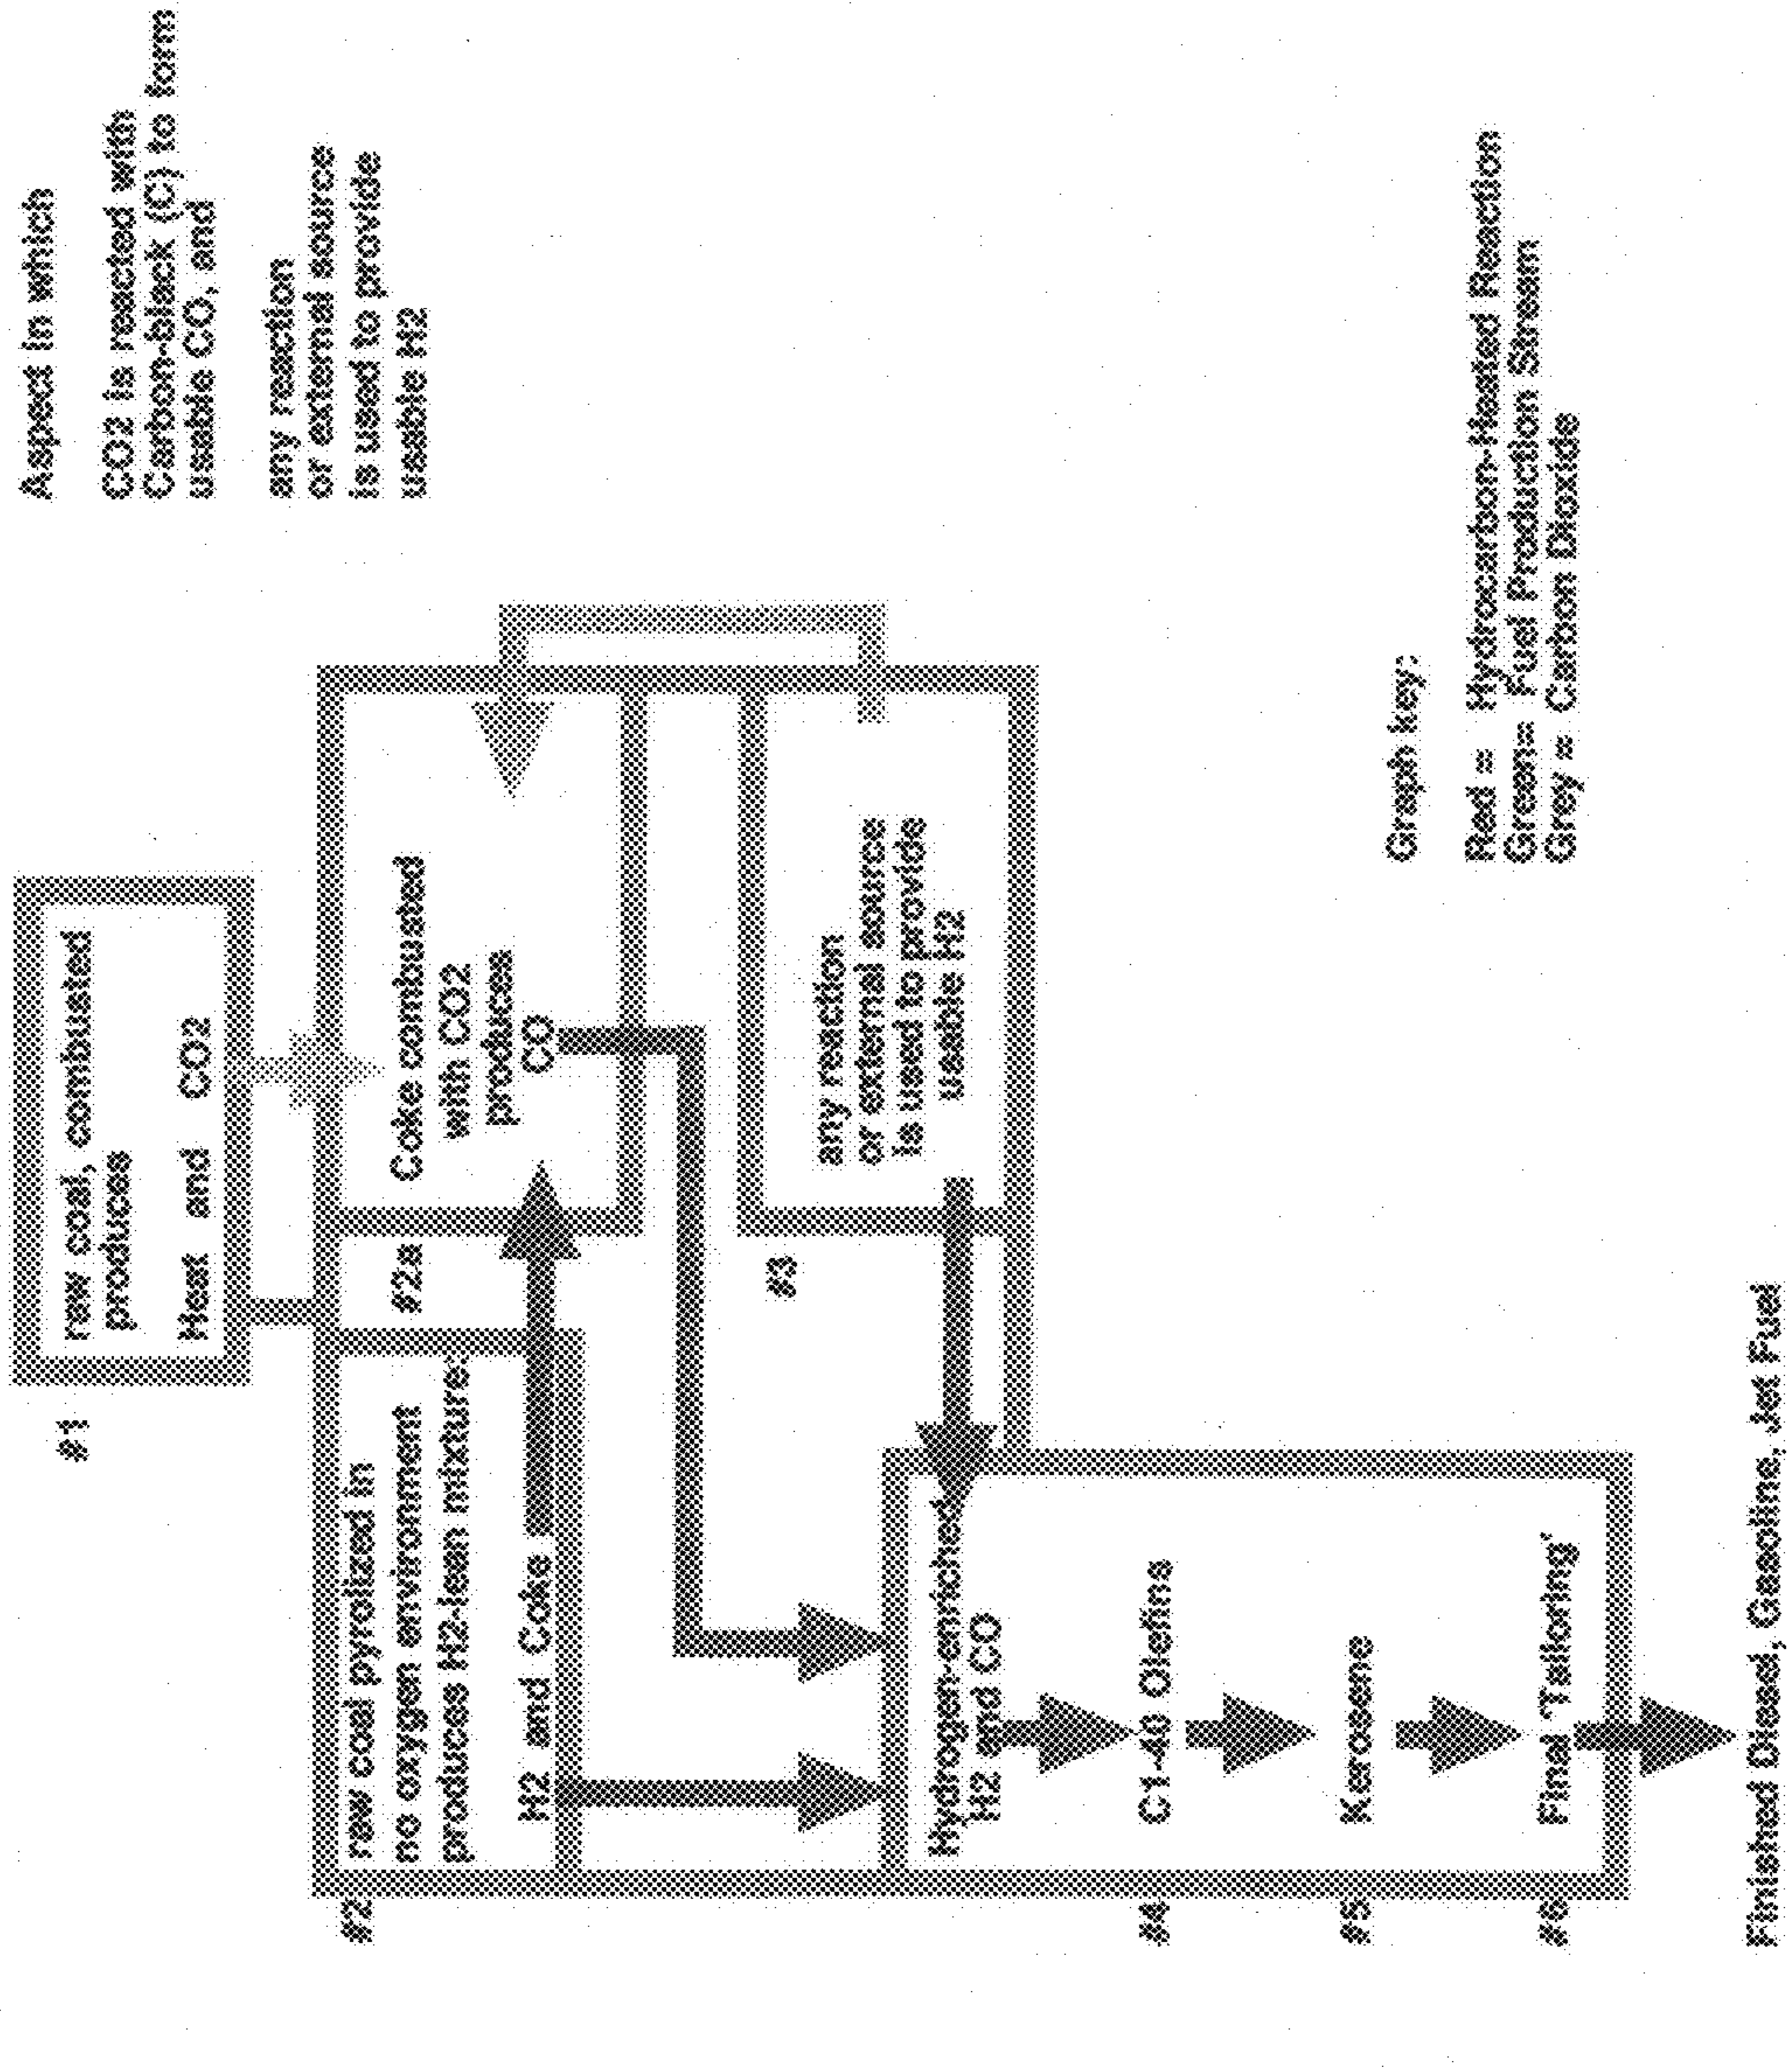 Aspect in which
CO2 is reacted with
Carbon-black (C) to form
usable CO, and
any reaction
or external source
is used to provide
usable H2
#1
raw coal, combusted
produces
Heat and CO2
#2
raw coal pyrolized in
no oxygen environment
produces H2-lean mixture:
H2 and Coke
#2a
Coke combusted
with CO2
produces
CO
#3
any reaction
or external source
is used to provide
usable H2
Hydrogen-enriched
H2 and CO
#4
C1-40 Olefins
#5
Kerosene
#6
Final 'Tailoring'
Finished Diesel, Gasoline, Jet Fuel
Graph key:
Red = Hydrocarbon-Heated Reaction
Green= Fuel Production Stream
Grey = Carbon Dioxide